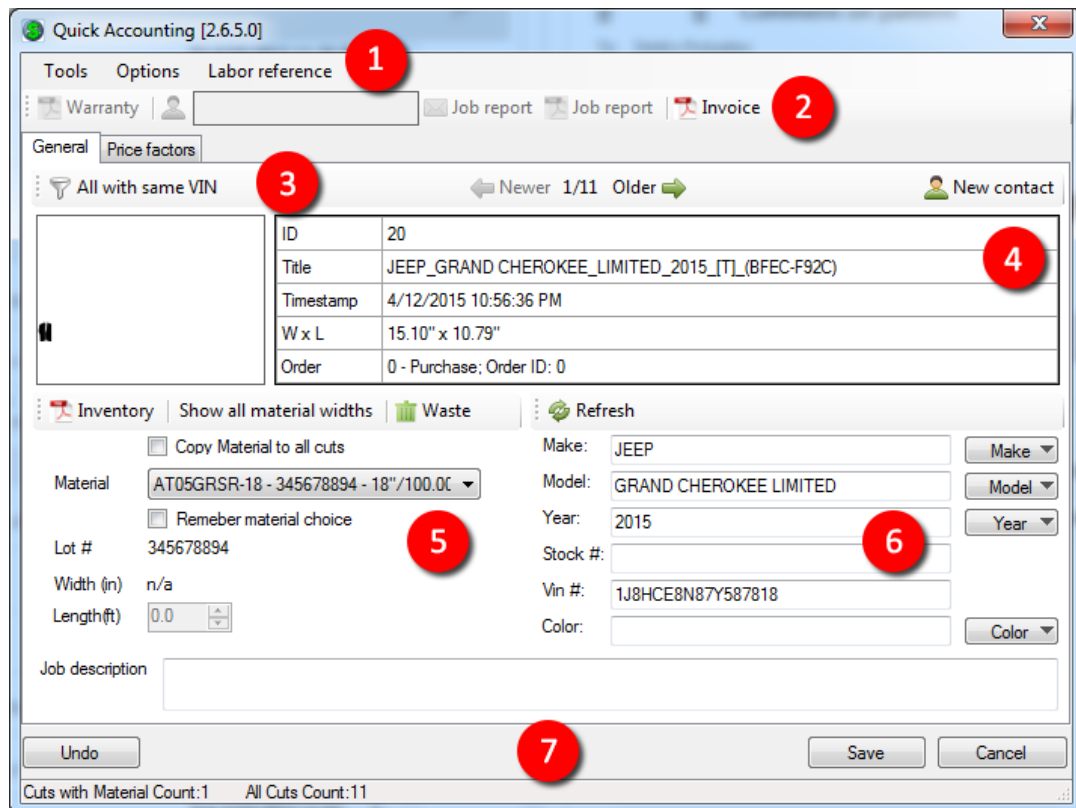 Quick Accounting [2.6.5.0]
x
Tools Options Labor reference 1
Warranty Job report Job report Invoice 2
General Price factors
All with same VIN 3 Newer 1/11 Older New contact
ID 20
Title JEEP_GRAND CHEROKEE_LIMITED_2015_[T]_(BFEC-F92C) 4
Timestamp 4/12/2015 10:56:36 PM
W x L 15.10" x 10.79"
Order 0 - Purchase; Order ID: 0
Inventory Show all material widths Waste Refresh
Copy Material to all cuts Make: JEEP Make
Material AT05GRSR-18 - 345678894 - 18"/100.0 Model: GRAND CHEROKEE LIMITED Model
Remeber material choice 5 Year: 2015 6 Year
Lot # 345678894 Stock #:
Width (in) n/a Vin #: 1J8HCE8N87Y587818
Length(ft) 0.0 Color: Color
Job description
Undo 7 Save Cancel
Cuts with Material Count:1 All Cuts Count:11